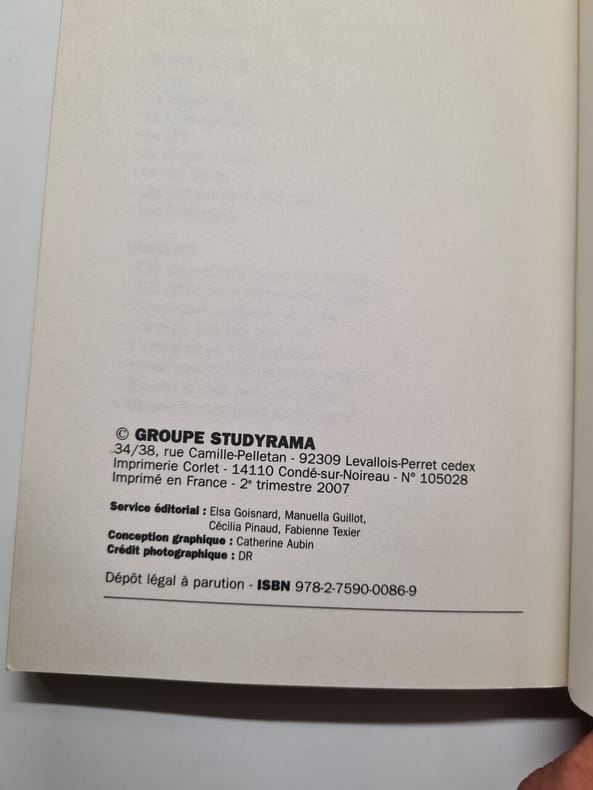 © GROUPE STUDYRAMA
34/38, rue Camille-Pelletan - 92309 Levallois-Perret cedex
Imprimerie Corlet - 14110 Condé-sur-Noireau - N° 105028
Imprimé en France - 2e trimestre 2007
Service éditorial : Elsa Goisnard, Manuella Guillot,
Cécilia Pinaud, Fabienne Texier
Conception graphique : Catherine Aubin
Crédit photographique : DR
Dépôt légal à parution - ISBN 978-2-7590-0086-9